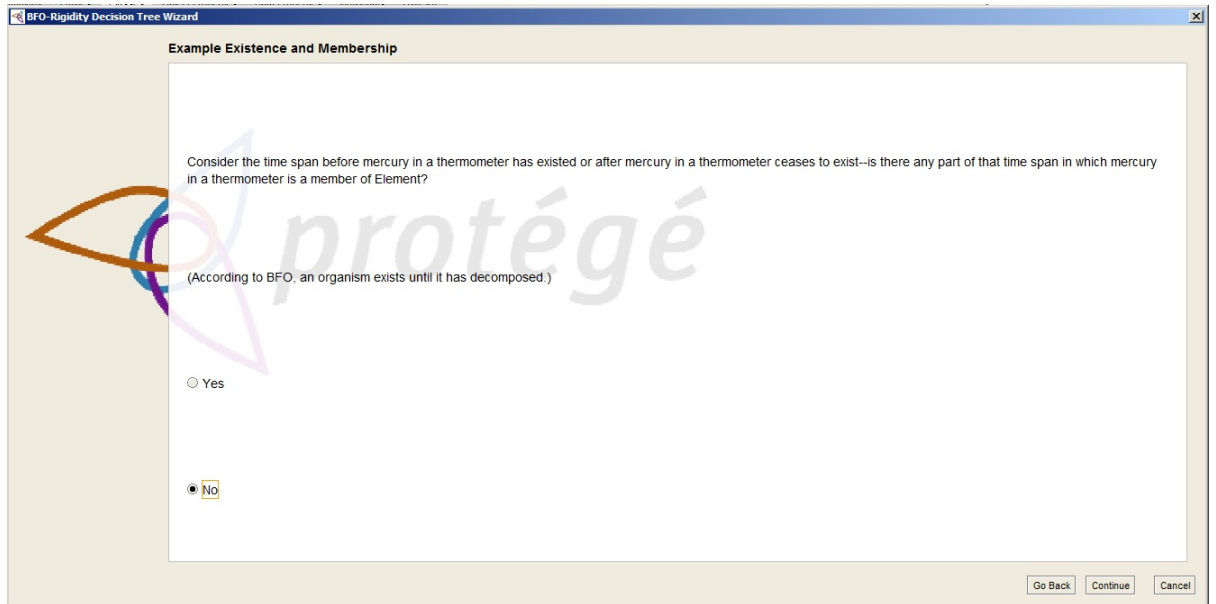 BFO-Rigidity Decision Tree Wizard
Example Existence and Membership
Consider the time span before mercury in a thermometer has existed or after mercury in a thermometer ceases to exist--is there any part of that time span in which mercury
in a thermometer is a member of Element?
protégé
(According to BFO, an organism exists until it has decomposed.)
Yes
No
Go Back Continue Cancel